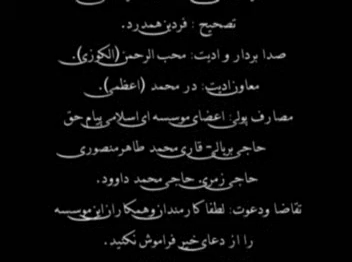 تصحیح : فردین همدرد.
صدا بردار و ادیت: محب الرحمن (الکوزی).
معاون ادیت: در محمد (اعظمی).
مصارف پولی: اعضای موسسه ای اسلامی پیام حق
حاجی بریالی- قاری محمد طاهر منصوری
حاجی زمری. حاجی محمد داوود.
تقاضا ودعوت: لطفا کارمندان وهمکاران این موسسه
را از دعای خیر فراموش نکنید.